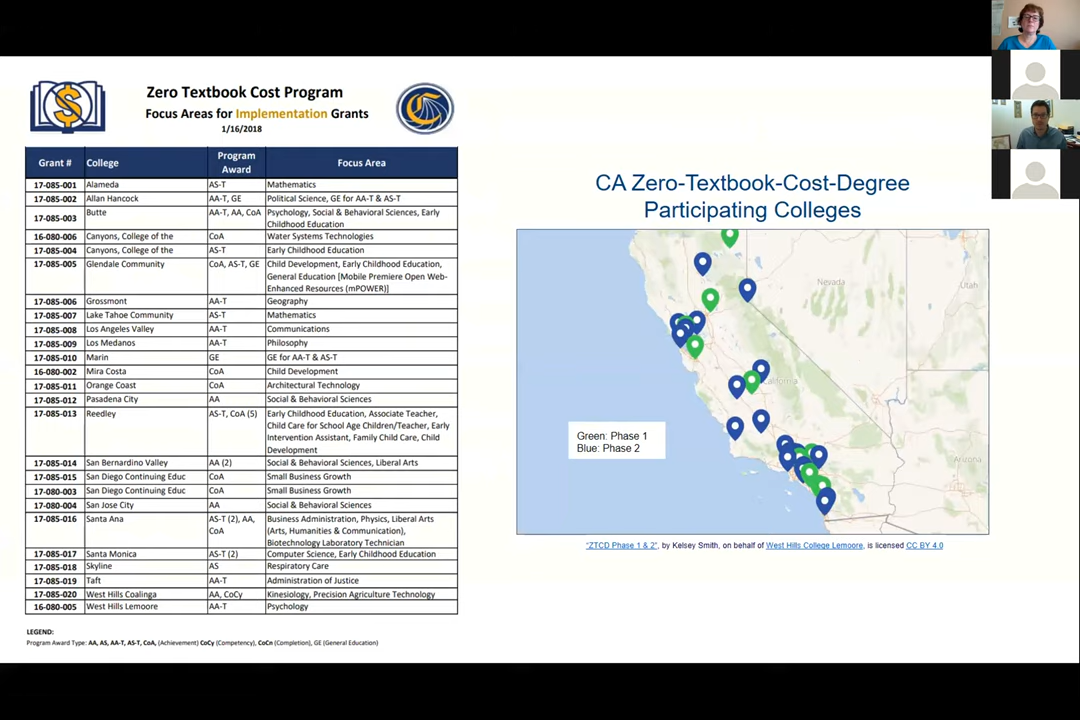 Zero Textbook Cost Program
Focus Areas for Implementation Grants
1/16/2018
Grant # College Program Award Focus Area
17-085-001 Alameda AS-T Mathematics
17-085-002 Allan Hancock AA-T, GE Political Science, GE for AA-T & AS-T
17-085-003 Butte AA-T, AA, CoA Psychology, Social & Behavioral Sciences, Early
Childhood Education
16-080-006 Canyons, College of the CoA Water Systems Technologies
17-085-004 Canyons, College of the AS-T Early Childhood Education
17-085-005 Glendale Community CoA, AS-T, GE Child Development, Early Childhood Education,
General Education [Mobile Premiere Open Web-
Enhanced Resources (mPOWER)]
17-085-006 Grossmont AA-T Geography
17-085-007 Lake Tahoe Community AS-T Mathematics
17-085-008 Los Angeles Valley AA-T Communications
17-085-009 Los Medanos AA-T Philosophy
17-085-010 Marin GE GE for AA-T & AS-T
16-080-002 Mira Costa CoA Child Development
17-085-011 Orange Coast CoA Architectural Technology
17-085-012 Pasadena City AA Social & Behavioral Sciences
17-085-013 Reedley AS-T, CoA (5) Early Childhood Education, Associate Teacher,
Child Care for School Age Children/Teacher, Early
Intervention Assistant, Family Child Care, Child
Development
17-085-014 San Bernardino Valley AA (2) Social & Behavioral Sciences, Liberal Arts
17-085-015 San Diego Continuing Educ CoA Small Business Growth
17-080-003 San Diego Continuing Educ CoA Small Business Growth
17-080-004 San Jose City AA Social & Behavioral Sciences
17-085-016 Santa Ana AS-T (2), AA, Business Administration, Physics, Liberal Arts
CoA (Arts, Humanities & Communication),
Biotechnology Laboratory Technician
17-085-017 Santa Monica AS-T (2) Computer Science, Early Childhood Education
17-085-018 Skyline AS Respiratory Care
17-085-019 Taft AA-T Administration of Justice
17-085-020 West Hills Coalinga AA, CoCy Kinesiology, Precision Agriculture Technology
16-080-005 West Hills Lemoore AA-T Psychology
LEGEND:
Program Award Type: AA, AS, AA-T, AS-T, CoA, (Achievement) CoCy (Competency), CoCn (Completion), GE (General Education)
CA Zero-Textbook-Cost-Degree
Participating Colleges
Nevada
Utah
California
Arizona
Green: Phase 1
Blue: Phase 2
"ZTCD Phase 1 & 2", by Kelsey Smith, on behalf of West Hills College Lemoore, is licensed CC BY 4.0